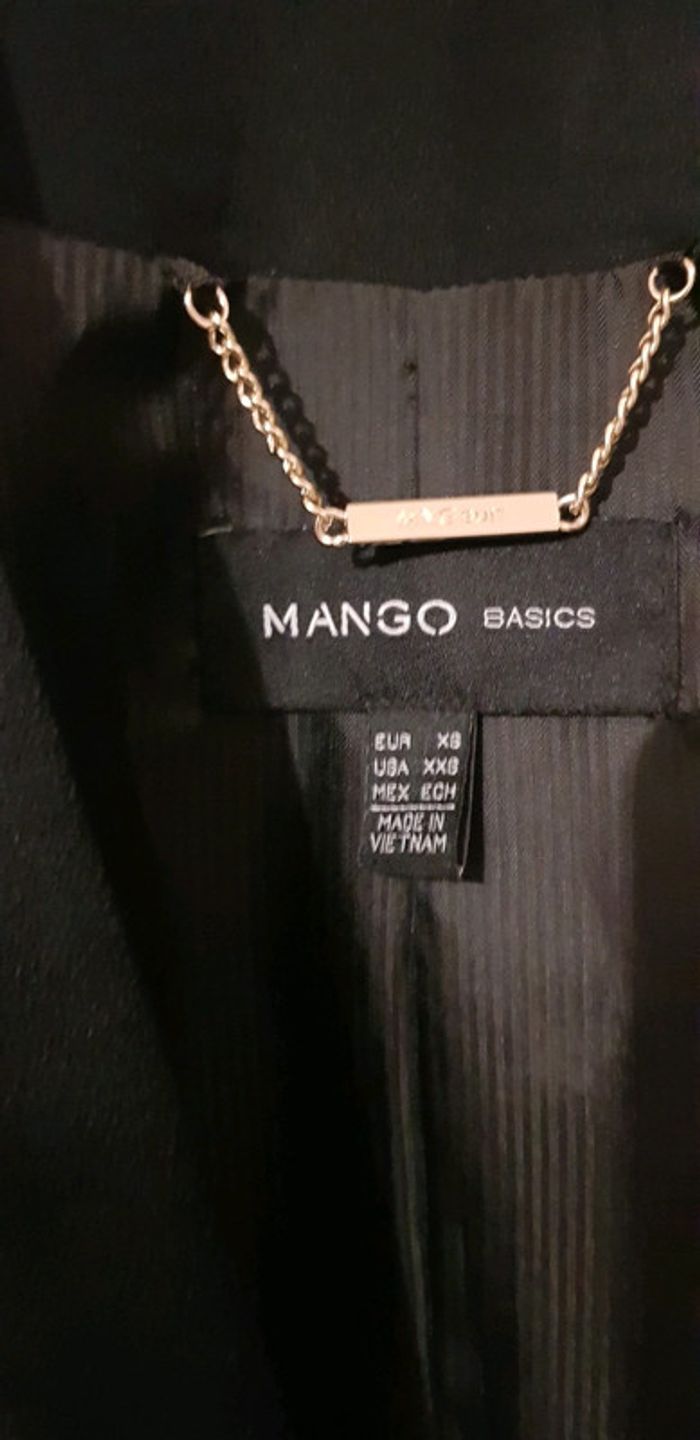 MANGO BASICS
EUR XS
USA XXS
MEX ECH
MADE IN
VIETNAM